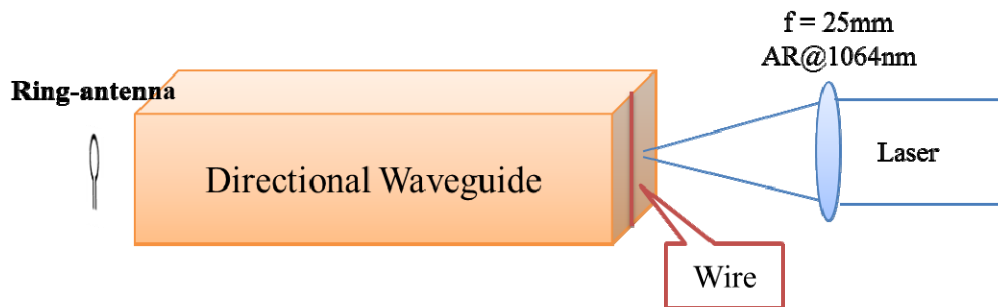 f = 25mm
AR@1064nm
Ring-antenna
Directional Waveguide
Laser
Wire